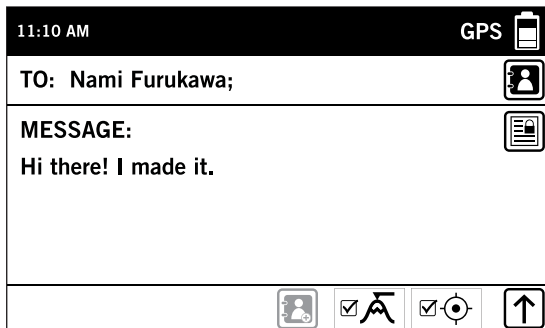 11:10 AM GPS
TO: Nami Furukawa;
MESSAGE:
Hi there! I made it.